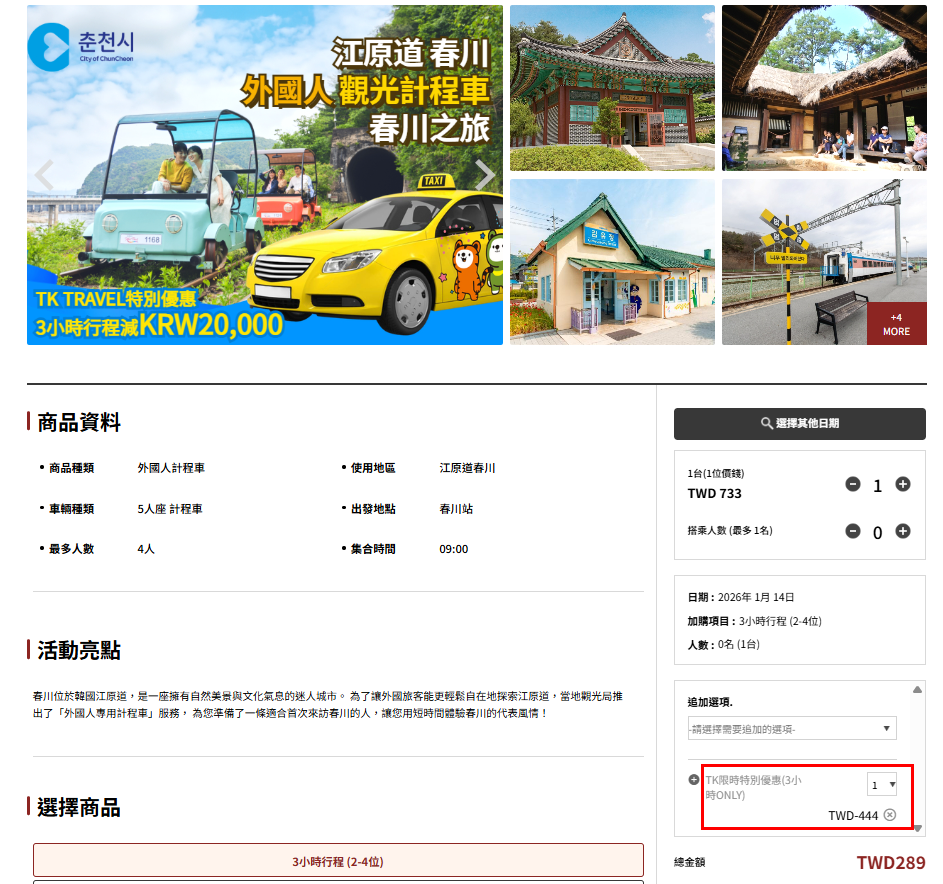 춘천시
City of ChunCheon
江原道 春川
外國人 觀光計程車
春川之旅
TAXI
1168
TK TRAVEL特別優惠
3小時行程減KRW20,000
김유정
+4
MORE
商品資料
• 商品種類 外國人計程車
• 使用地區 江原道春川
• 車輛種類 5人座 計程車
• 出發地點 春川站
• 最多人數 4人
• 集合時間 09:00
活動亮點
春川位於韓國江原道，是一座擁有自然美景與文化氣息的迷人城市。 為了讓外國旅客能更輕鬆自在地探索江原道，當地觀光局推
出了「外國人專用計程車」服務， 為您準備了一條適合首次來訪春川的人，讓您用短時間體驗春川的代表風情！
選擇商品
3小時行程 (2-4位)
選擇其他日期
1台(1位價錢)
TWD 733
1
搭乘人數 (最多 1名)
0
日期 : 2026年 1月 14日
加購項目 : 3小時行程 (2-4位)
人數 : 0名 (1台)
追加選項.
-請選擇需要追加的選項-
TK限時特別優惠(3小
時ONLY)
1
TWD-444
總金額
TWD289